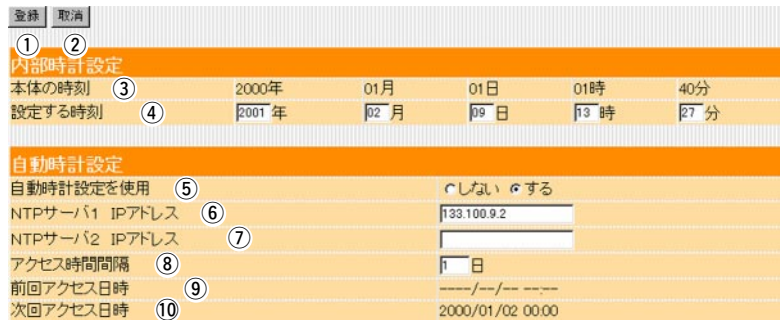 登録 取消
① ②
内部時計設定
本体の時刻 ③ 2000年 01月 01日 01時 40分
設定する時刻 ④ 2001 年 02 月 09 日 13 時 27 分
自動時計設定
自動時計設定を使用 ⑤ しない する
NTPサーバ1 IPアドレス ⑥ 133.100.9.2
NTPサーバ2 IPアドレス ⑦
アクセス時間間隔 ⑧ 1 日
前回アクセス日時 ⑨ ----/--/-- --:--
次回アクセス日時 ⑩ 2000/01/02 00:00